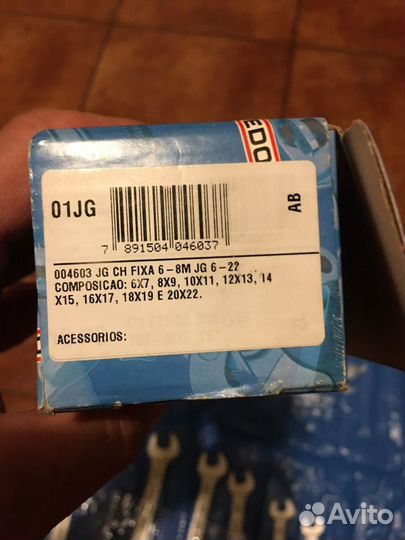 EDO
01JG
AB
7 891504 046037
004603 JG CH FIXA 6-8M JG 6-22
COMPOSICAO: 6X7, 8X9, 10X11, 12X13, 14
X15, 16X17, 18X19 E 20X22.
ACESSORIOS:
Avito